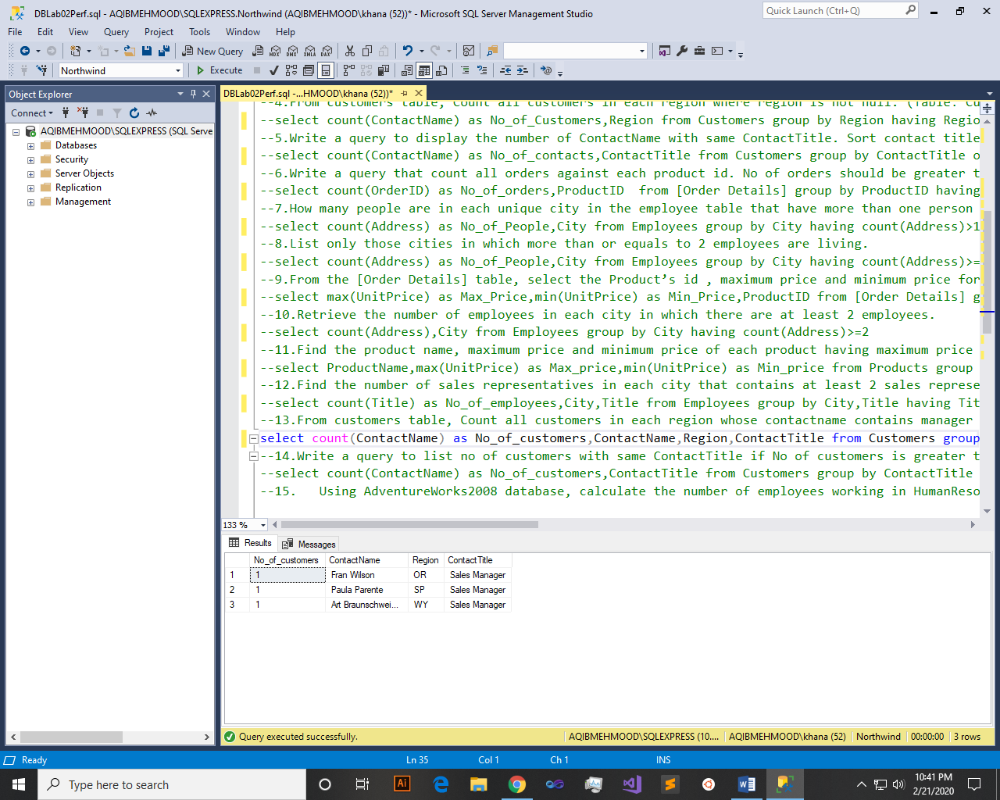 DBLab02Perf.sql - AQIBMEHMOOD\SQLEXPRESS.Northwind (AQIBMEHMOOD\khana (52))* - Microsoft SQL Server Management Studio
Quick Launch (Ctrl+Q)
File Edit View Query Project Tools Window Help
New Query
MDX DMX XMLA DAX
Northwind
Execute
Object Explorer
DBLab02Perf.sql -...HMOOD\khana (52))*
Connect
AQIBMEHMOOD\SQLEXPRESS (SQL Serve
Databases
Security
Server Objects
Replication
Management
--4.From customers table, Count all customers in each region where region is not null. (Table: Cu
--select count(ContactName) as No_of_Customers,Region from Customers group by Region having Regio
--5.Write a query to display the number of ContactName with same ContactTitle. Sort contact title
--select count(ContactName) as No_of_contacts,ContactTitle from Customers group by ContactTitle o
--6.Write a query that count all orders against each product id. No of orders should be greater t
--select count(OrderID) as No_of_orders,ProductID  from [Order Details] group by ProductID having
--7.How many people are in each unique city in the employee table that have more than one person
--select count(Address) as No_of_People,City from Employees group by City having count(Address)>1
--8.List only those cities in which more than or equals to 2 employees are living.
--select count(Address) as No_of_People,City from Employees group by City having count(Address)>=
--9.From the [Order Details] table, select the Product’s id , maximum price and minimum price for
--select max(UnitPrice) as Max_Price,min(UnitPrice) as Min_Price,ProductID from [Order Details] g
--10.Retrieve the number of employees in each city in which there are at least 2 employees.
--select count(Address),City from Employees group by City having count(Address)>=2
--11.Find the product name, maximum price and minimum price of each product having maximum price
--select ProductName,max(UnitPrice) as Max_price,min(UnitPrice) as Min_price from Products group
--12.Find the number of sales representatives in each city that contains at least 2 sales represe
--select count(Title) as No_of_employees,City,Title from Employees group by City,Title having Tit
--13.From customers table, Count all customers in each region whose contactname contains manager
select count(ContactName) as No_of_customers,ContactName,Region,ContactTitle from Customers group
--14.Write a query to list no of customers with same ContactTitle if No of customers is greater t
--select count(ContactName) as No_of_customers,ContactTitle from Customers group by ContactTitle
--15.   Using AdventureWorks2008 database, calculate the number of employees working in HumanReso
133 %
Results Messages
No_of_customers ContactName Region ContactTitle
1 1 Fran Wilson OR Sales Manager
2 1 Paula Parente SP Sales Manager
3 1 Art Braunschwei... WY Sales Manager
Query executed successfully. AQIBMEHMOOD\SQLEXPRESS (10.... AQIBMEHMOOD\khana (52) Northwind 00:00:00 3 rows
Ready Ln 35 Col 1 Ch 1 INS
Type here to search
Ai
10:41 PM
2/21/2020